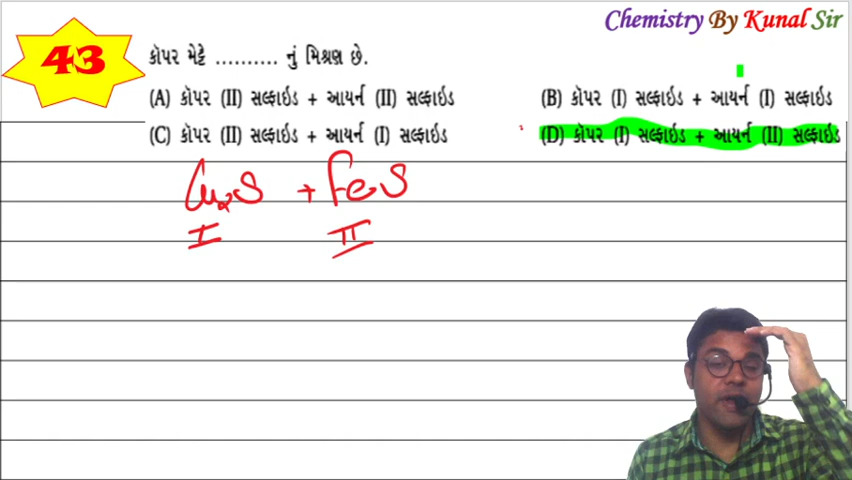 Chemistry By Kunal Sir
43
કૉપર મેટ્ટે .......... નું મિશ્રણ છે.
(A) કૉપર (II) સલ્ફાઇડ + આયર્ન (II) સલ્ફાઇડ
(B) કૉપર (I) સલ્ફાઇડ + આયર્ન (I) સલ્ફાઇડ
(C) કૉપર (II) સલ્ફાઇડ + આયર્ન (I) સલ્ફાઇડ
(D) કૉપર (I) સલ્ફાઇડ + આયર્ન (II) સલ્ફાઇડ
Cu₂S + FeS
I II